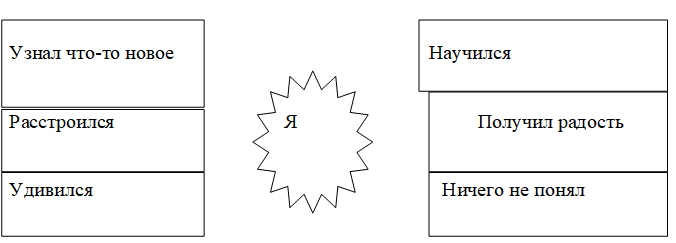 Узнал что-то новое
Расстроился
Удивился
Я
Научился
Получил радость
Ничего не понял